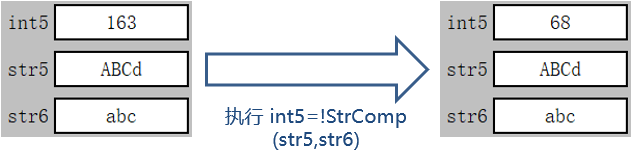 int5 163
str5 ABCd
str6 abc
执行 int5=!StrComp
(str5,str6)
int5 68
str5 ABCd
str6 abc